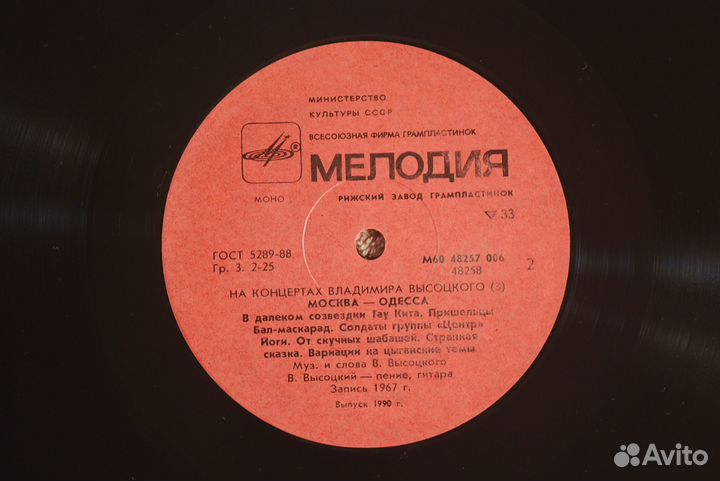 МИНИСТЕРСТВО
КУЛЬТУРЫ СССР
ВСЕСОЮЗНАЯ ФИРМА ГРАМПЛАСТИНОК
®
МЕЛОДИЯ
МОНО
РИЖСКИЙ ЗАВОД ГРАМПЛАСТИНОК
▽ 33
ГОСТ 5289-88
Гр. 3. 2-25
М60 48257 006
48258
2
НА КОНЦЕРТАХ ВЛАДИМИРА ВЫСОЦКОГО (3)
МОСКВА — ОДЕССА
В далеком созвездии Тау Кита. Пришельцы
Бал-маскарад. Солдаты группы «Центр»
Йоги. От скучных шабашей. Странная
сказка. Вариации на цыганские темы
Муз. и слова В. Высоцкого
В. Высоцкий — пение, гитара
Запись 1967 г.
Выпуск 1990 г.
Avito